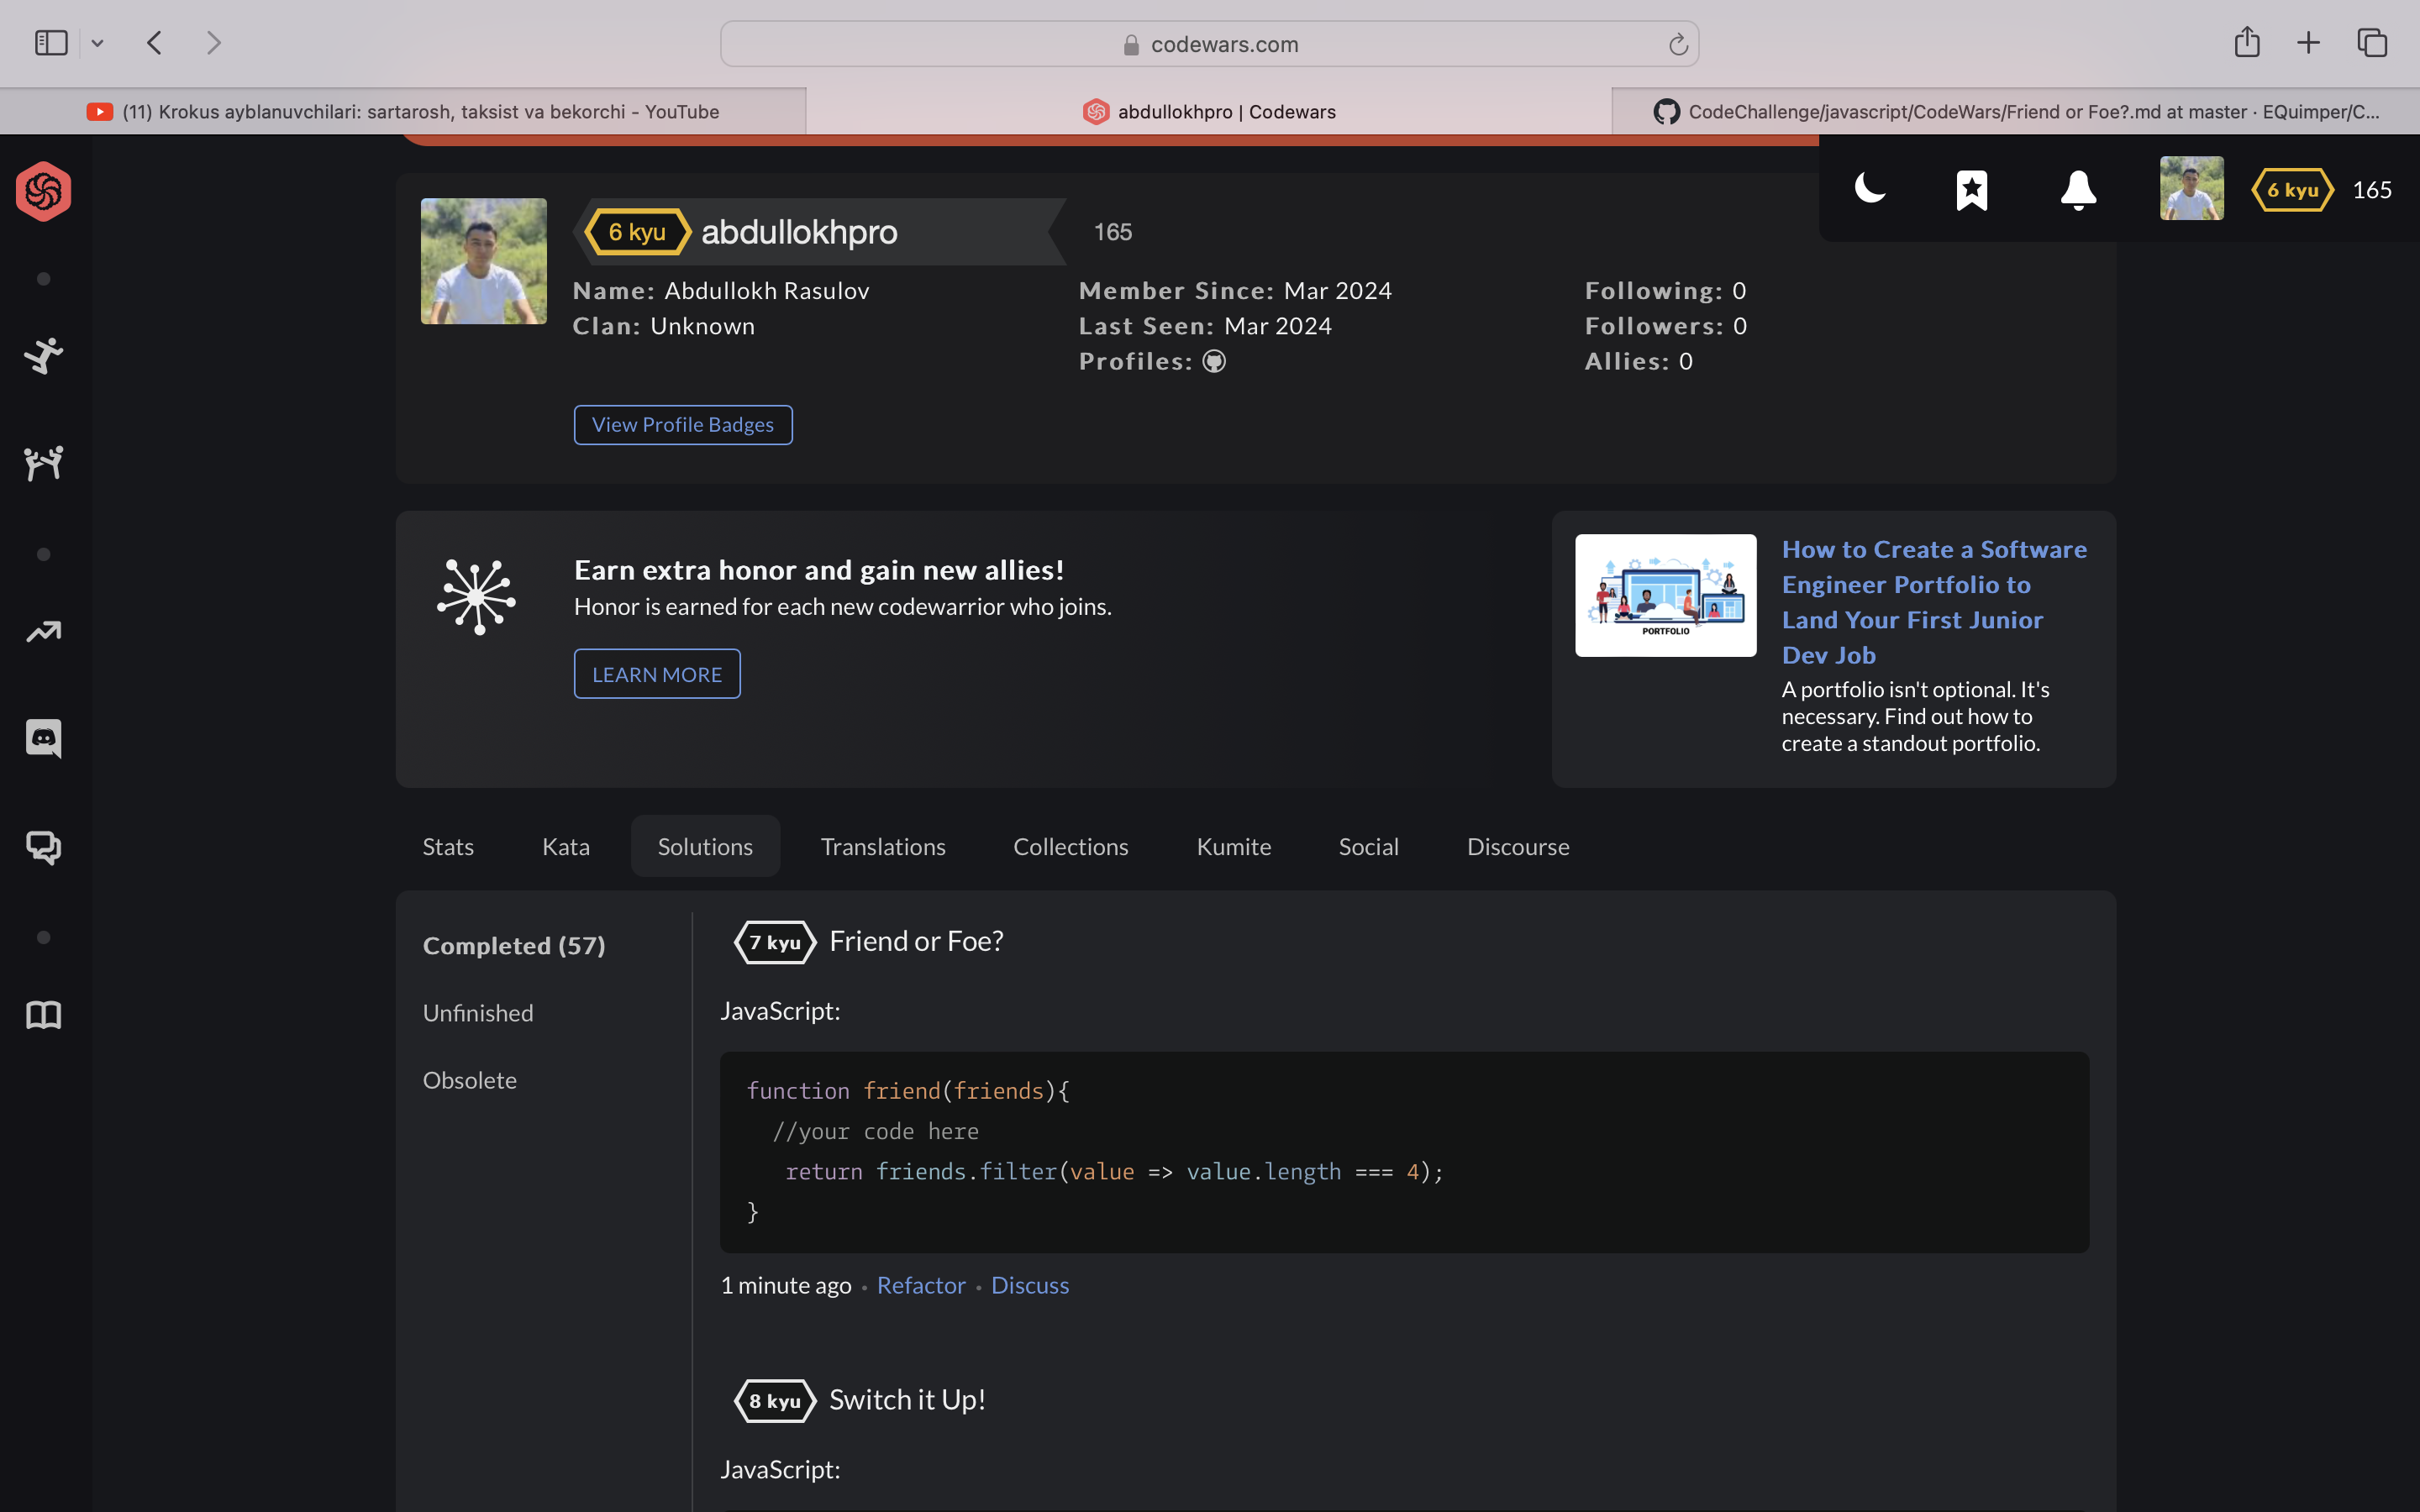 codewars.com
(11) Krokus ayblanuvchilari: sartarosh, taksist va bekorchi - YouTube
abdullokhpro | Codewars
CodeChallenge/javascript/CodeWars/Friend or Foe?.md at master · EQuimper/C...
6 kyu
165
6 kyu abdullokhpro
165
Name: Abdullokh Rasulov
Clan: Unknown
Member Since: Mar 2024
Last Seen: Mar 2024
Profiles:
Following: 0
Followers: 0
Allies: 0
View Profile Badges
Earn extra honor and gain new allies!
Honor is earned for each new codewarrior who joins.
LEARN MORE
PORTFOLIO
How to Create a Software
Engineer Portfolio to
Land Your First Junior
Dev Job
A portfolio isn't optional. It's
necessary. Find out how to
create a standout portfolio.
Stats Kata Solutions Translations Collections Kumite Social Discourse
Completed (57)
Unfinished
Obsolete
7 kyu Friend or Foe?
JavaScript:
function friend(friends){
  //your code here
   return friends.filter(value => value.length === 4);
}
1 minute ago • Refactor • Discuss
8 kyu Switch it Up!
JavaScript: